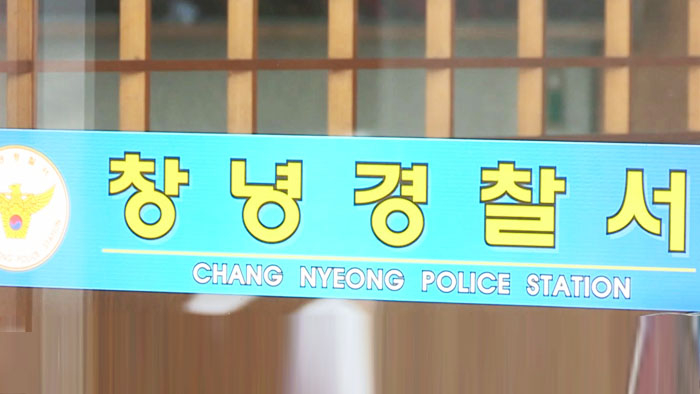 창녕경찰서
CHANG NYEONG POLICE STATION